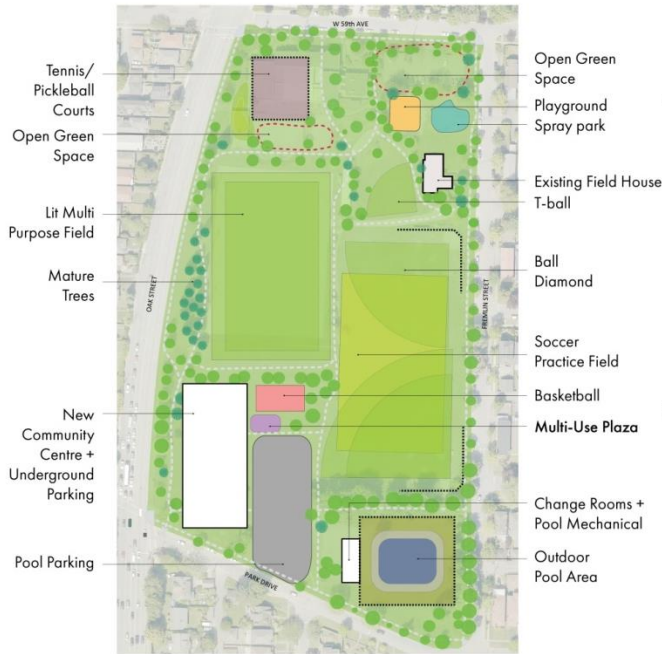 W 59th AVE
Tennis/
Pickleball
Courts
Open Green
Space
Lit Multi
Purpose Field
Mature
Trees
New
Community
Centre +
Underground
Parking
Pool Parking
OAK STREET
PARK DRIVE
FREMLIN STREET
Open Green
Space
Playground
Spray park
Existing Field House
T-ball
Ball
Diamond
Soccer
Practice Field
Basketball
Multi-Use Plaza
Change Rooms +
Pool Mechanical
Outdoor
Pool Area